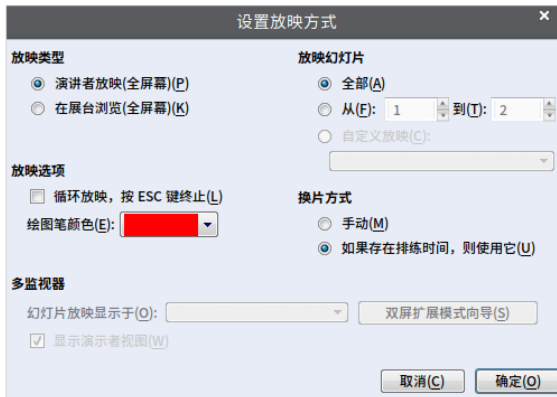 设置放映方式
放映类型
演讲者放映(全屏幕)(P)
在展台浏览(全屏幕)(K)
放映幻灯片
全部(A)
从(F): 1 到(T): 2
自定义放映(C):
放映选项
循环放映，按 ESC 键终止(L)
绘图笔颜色(E):
换片方式
手动(M)
如果存在排练时间，则使用它(U)
多监视器
幻灯片放映显示于(O): 双屏扩展模式向导(S)
显示演示者视图(W)
取消(C) 确定(O)